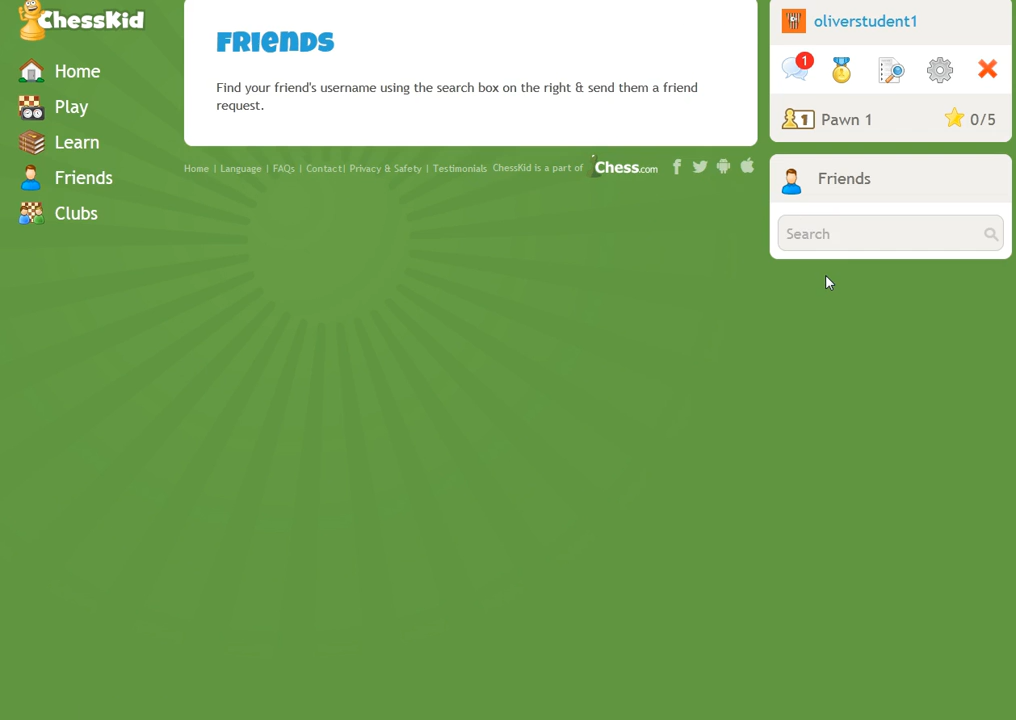 ChessKid
Home
Play
Learn
Friends
Clubs
Friends
Find your friend's username using the search box on the right & send them a friend
request.
Home | Language | FAQs | Contact| Privacy & Safety | Testimonials ChessKid is a part of Chess.com
oliverstudent1
1
1 Pawn 1 0/5
Friends
Search